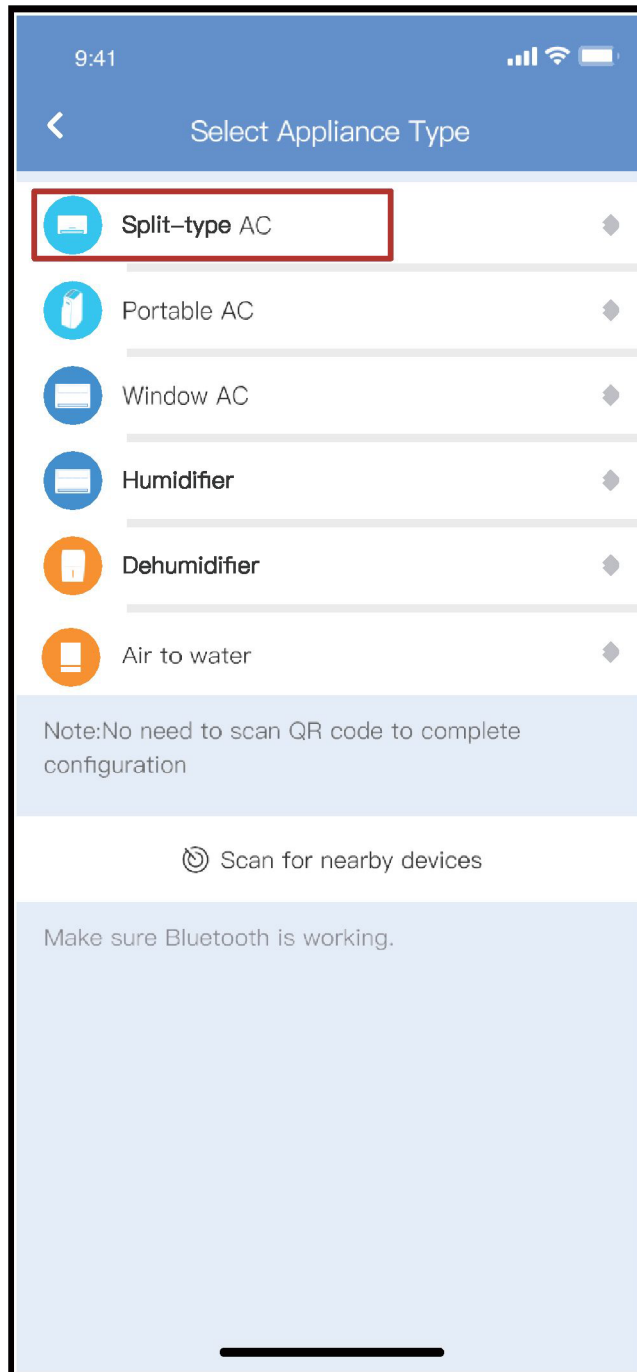 9:41
Select Appliance Type
Split-type AC
Portable AC
Window AC
Humidifier
Dehumidifier
Air to water
Note:No need to scan QR code to complete
configuration
Scan for nearby devices
Make sure Bluetooth is working.